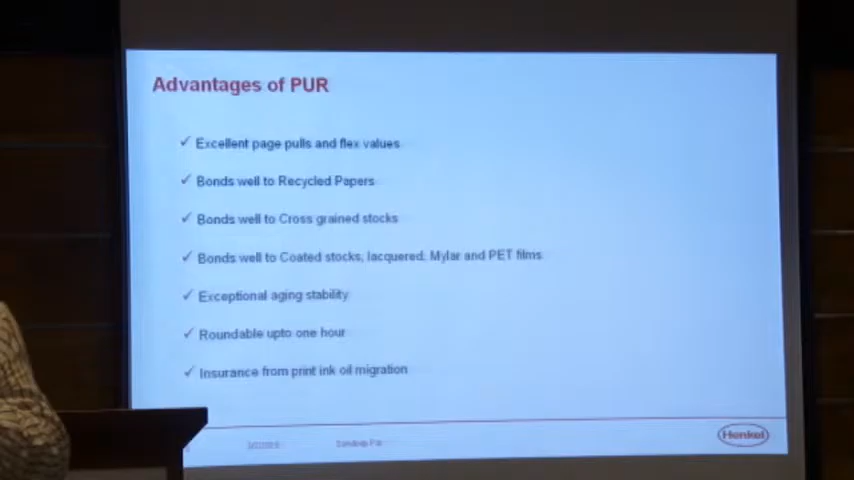 Advantages of PUR
✓ Excellent page pulls and flex values
✓ Bonds well to Recycled Papers
✓ Bonds well to Cross grained stocks
✓ Bonds well to Coated stocks, lacquered, Mylar and PET films
✓ Exceptional aging stability
✓ Roundable upto one hour
✓ Insurance from print ink oil migration
Sandeep
Henkel